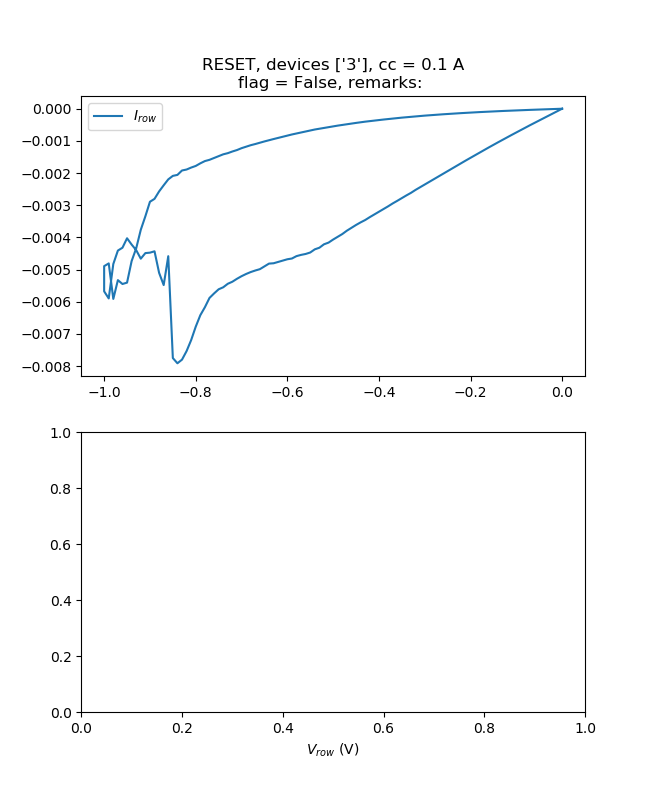 RESET, devices ['3'], cc = 0.1 A
flag = False, remarks:
I_row
0.000
−0.001
−0.002
−0.003
−0.004
−0.005
−0.006
−0.007
−0.008
−1.0 −0.8 −0.6 −0.4 −0.2 0.0
1.0
0.8
0.6
0.4
0.2
0.0
0.0 0.2 0.4 0.6 0.8 1.0
V_row (V)